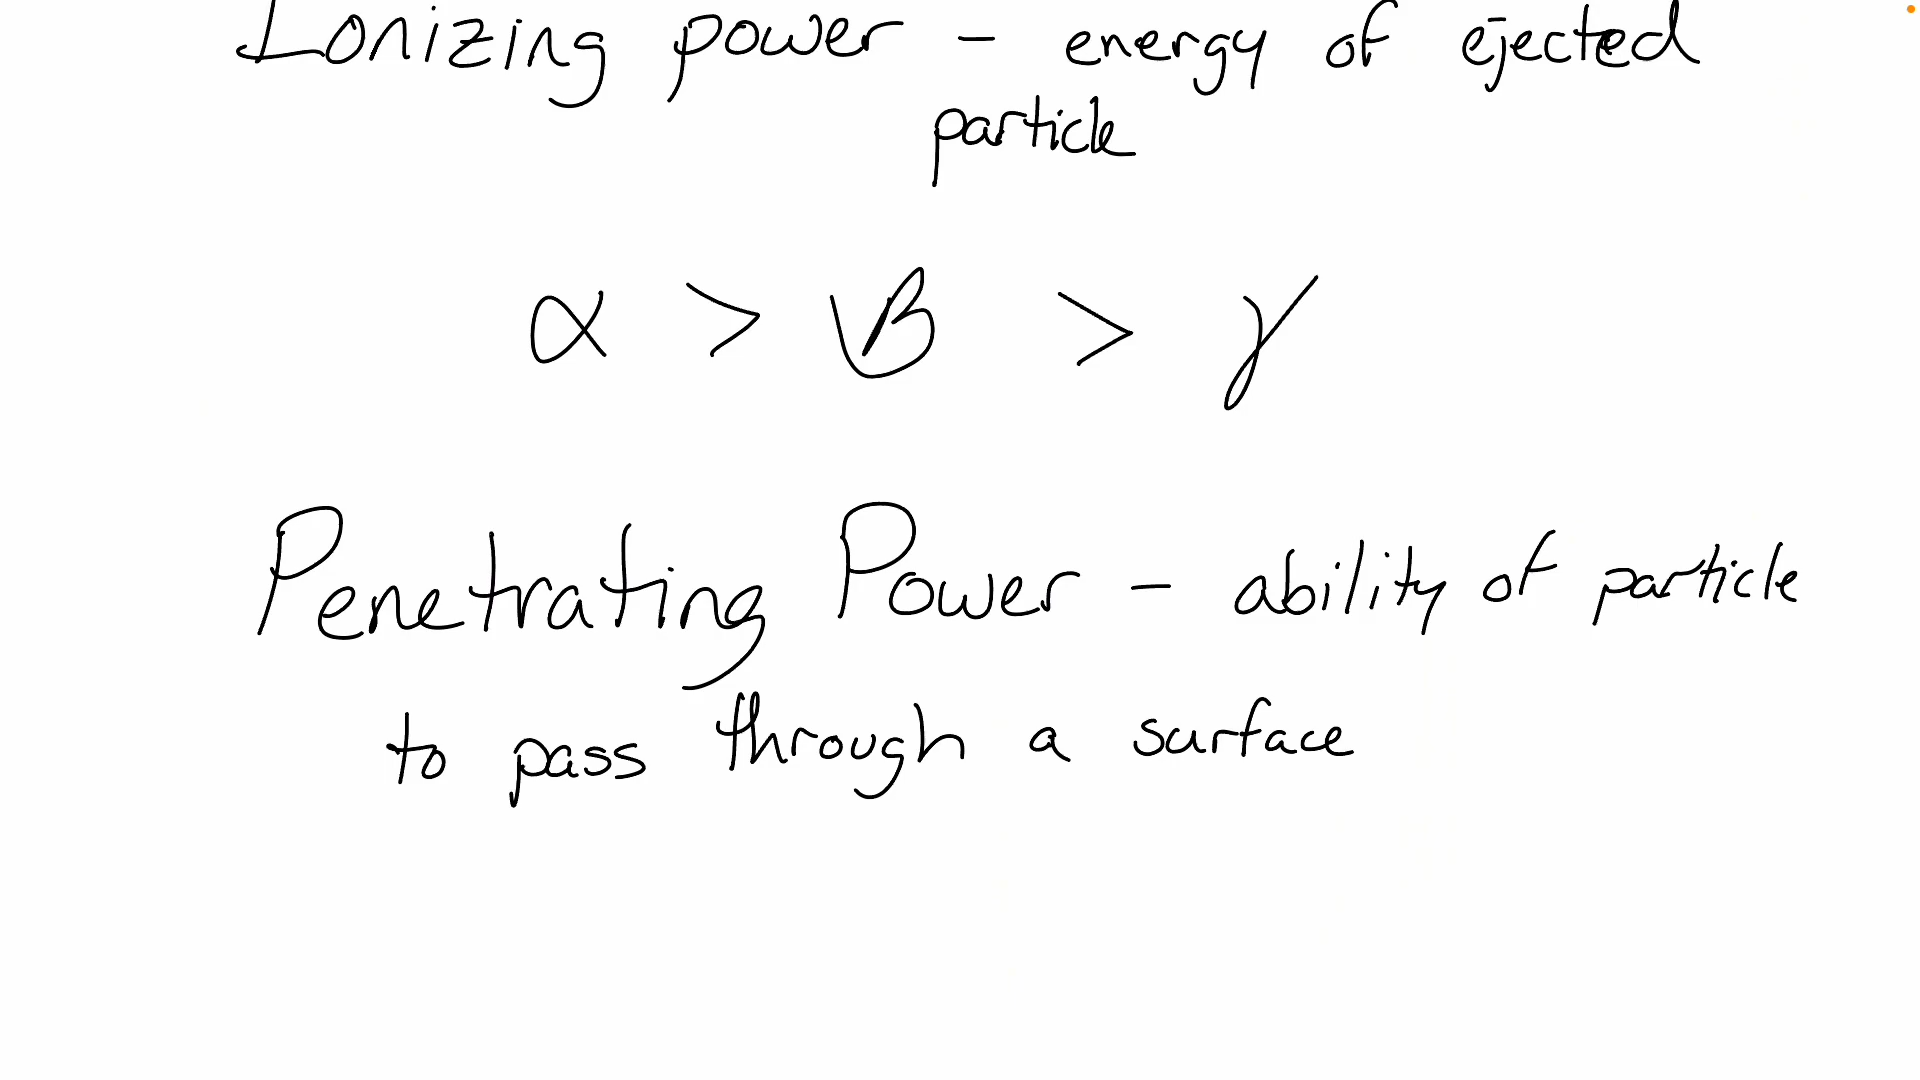 Ionizing power - energy of ejected
particle
α > β > γ
Penetrating Power - ability of particle
to pass through a surface